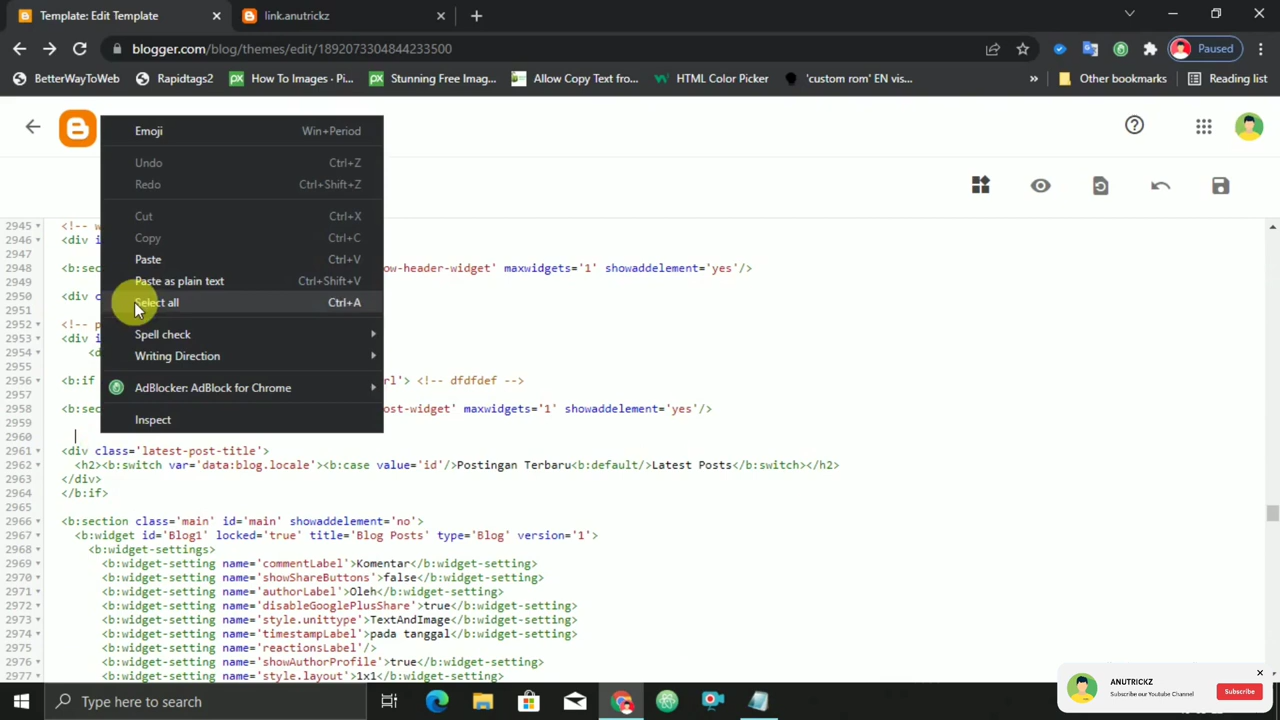 Template: Edit Template
link.anutrickz
blogger.com/blog/themes/edit/1892073304844233500
Paused
BetterWayToWeb
Rapidtags2
How To Images - Pi...
Stunning Free Imag...
Allow Copy Text fro...
HTML Color Picker
'custom rom' EN vis...
»
Other bookmarks
Reading list
Emoji Win+Period
Undo Ctrl+Z
Redo Ctrl+Shift+Z
Cut Ctrl+X
Copy Ctrl+C
Paste Ctrl+V
Paste as plain text Ctrl+Shift+V
Select all Ctrl+A
Spell check
Writing Direction
AdBlocker: AdBlock for Chrome
Inspect
2945 <!-- w
2946 <div i
2947
2948 <b:sec ow-header-widget' maxwidgets='1' showaddelement='yes'/>
2949
2950 <div c
2951
2952 <!-- p
2953 <div i
2954 <d
2955
2956 <b:if rl'> <!-- dfdfdef -->
2957
2958 <b:sec ost-widget' maxwidgets='1' showaddelement='yes'/>
2959
2960
2961 <div class='latest-post-title'>
2962 <h2><b:switch var='data:blog.locale'><b:case value='id'/>Postingan Terbaru<b:default/>Latest Posts</b:switch></h2>
2963 </div>
2964 </b:if>
2965
2966 <b:section class='main' id='main' showaddelement='no'>
2967 <b:widget id='Blog1' locked='true' title='Blog Posts' type='Blog' version='1'>
2968 <b:widget-settings>
2969 <b:widget-setting name='commentLabel'>Komentar</b:widget-setting>
2970 <b:widget-setting name='showShareButtons'>false</b:widget-setting>
2971 <b:widget-setting name='authorLabel'>Oleh</b:widget-setting>
2972 <b:widget-setting name='disableGooglePlusShare'>true</b:widget-setting>
2973 <b:widget-setting name='style.unittype'>TextAndImage</b:widget-setting>
2974 <b:widget-setting name='timestampLabel'>pada tanggal</b:widget-setting>
2975 <b:widget-setting name='reactionsLabel'/>
2976 <b:widget-setting name='showAuthorProfile'>true</b:widget-setting>
2977 <b:widget-setting name='style.layout'>1x1</b:widget-setting>
ANUTRICKZ
Subscribe our Youtube Channel
Subscribe
Type here to search